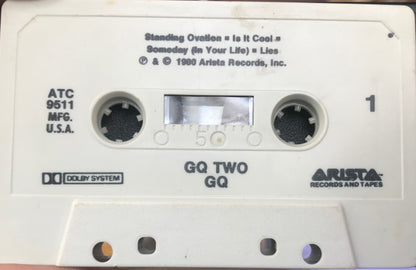 Standing Ovation ■ Is It Cool ■
Someday (In Your Life) ■ Lies
℗ & © 1980 Arista Records, Inc.
ATC
9511
MFG.
U.S.A.
1
50
DOLBY SYSTEM
GQ TWO
GQ
ARISTA
RECORDS AND TAPES